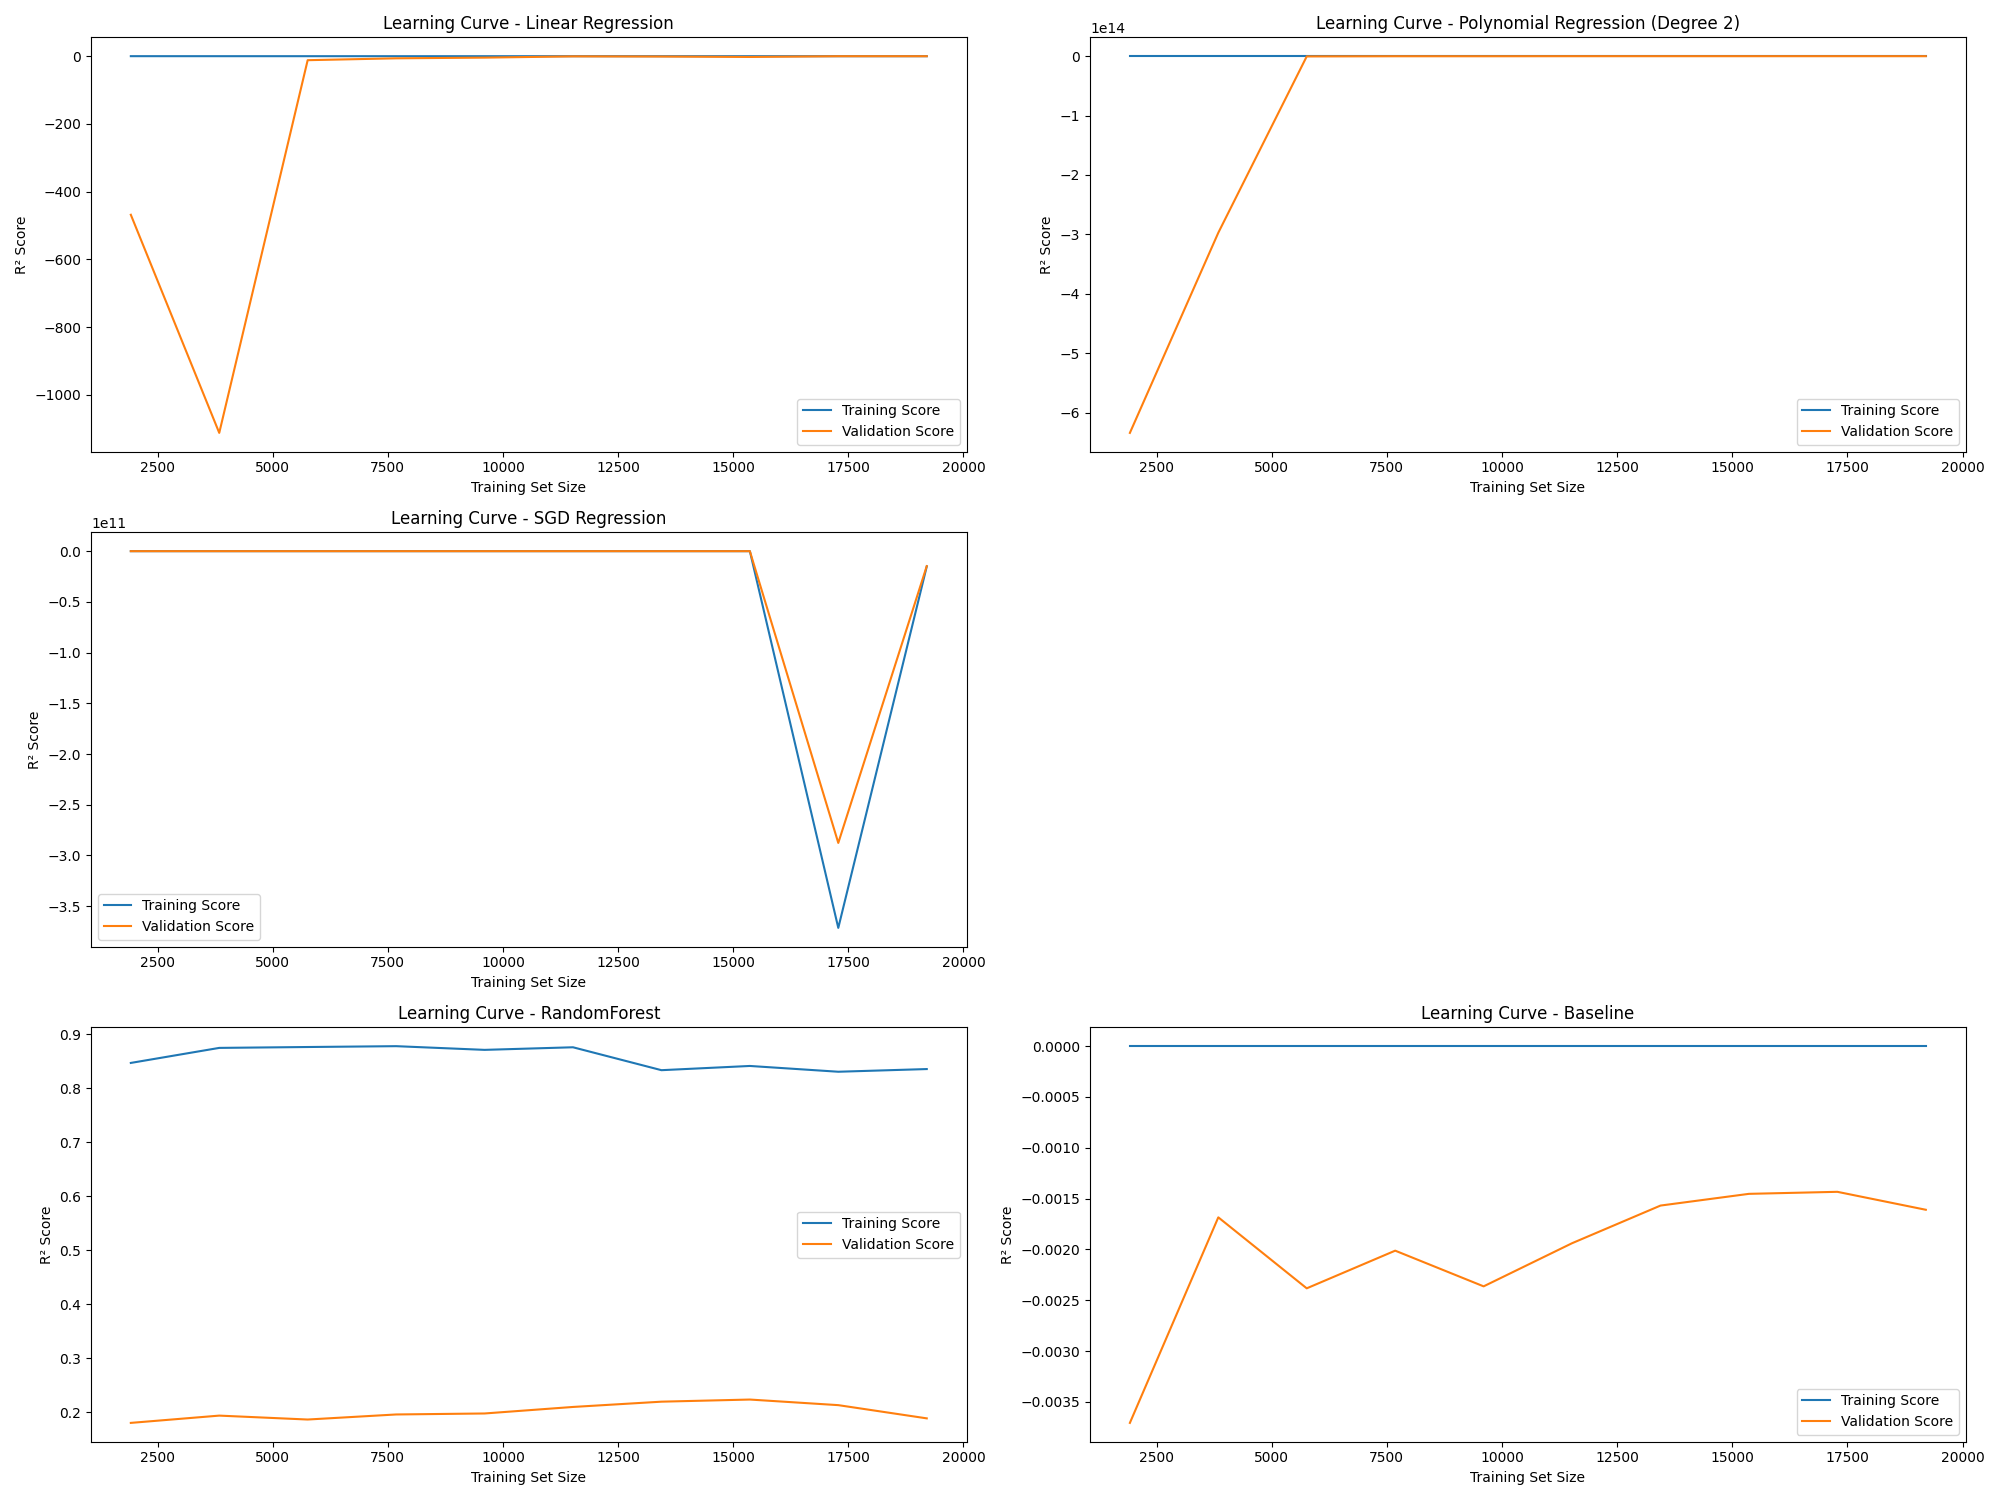 Learning Curve - Linear Regression
0
−200
−400
−600
−800
−1000
R² Score
2500 5000 7500 10000 12500 15000 17500 20000
Training Set Size
Training Score
Validation Score
Learning Curve - Polynomial Regression (Degree 2)
1e14
0
−1
−2
−3
−4
−5
−6
R² Score
2500 5000 7500 10000 12500 15000 17500 20000
Training Set Size
Training Score
Validation Score
Learning Curve - SGD Regression
1e11
0.0
−0.5
−1.0
−1.5
−2.0
−2.5
−3.0
−3.5
R² Score
2500 5000 7500 10000 12500 15000 17500 20000
Training Set Size
Training Score
Validation Score
Learning Curve - RandomForest
0.9
0.8
0.7
0.6
0.5
0.4
0.3
0.2
R² Score
2500 5000 7500 10000 12500 15000 17500 20000
Training Set Size
Training Score
Validation Score
Learning Curve - Baseline
0.0000
−0.0005
−0.0010
−0.0015
−0.0020
−0.0025
−0.0030
−0.0035
R² Score
2500 5000 7500 10000 12500 15000 17500 20000
Training Set Size
Training Score
Validation Score